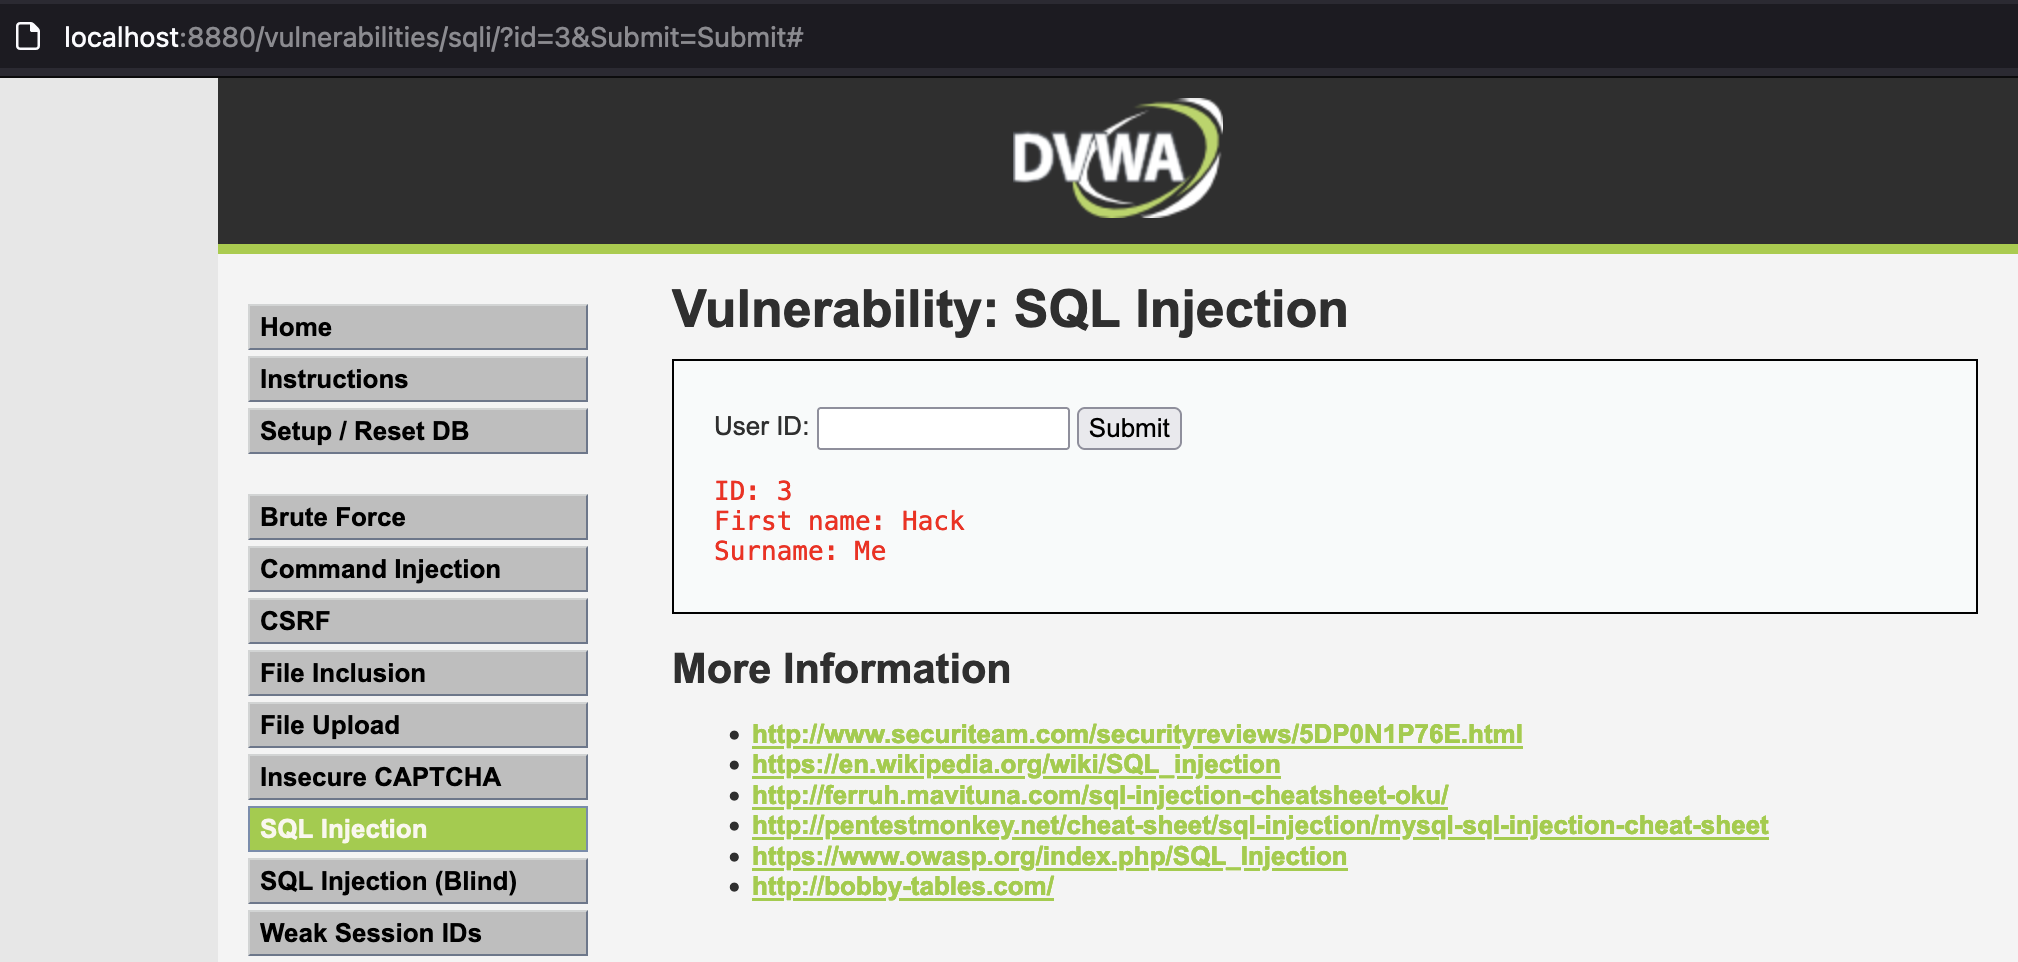 localhost:8880/vulnerabilities/sqli/?id=3&Submit=Submit#
DVWA
Home
Instructions
Setup / Reset DB
Brute Force
Command Injection
CSRF
File Inclusion
File Upload
Insecure CAPTCHA
SQL Injection
SQL Injection (Blind)
Weak Session IDs
Vulnerability: SQL Injection
User ID: Submit
ID: 3
First name: Hack
Surname: Me
More Information
http://www.securiteam.com/securityreviews/5DP0N1P76E.html
https://en.wikipedia.org/wiki/SQL_injection
http://ferruh.mavituna.com/sql-injection-cheatsheet-oku/
http://pentestmonkey.net/cheat-sheet/sql-injection/mysql-sql-injection-cheat-sheet
https://www.owasp.org/index.php/SQL_Injection
http://bobby-tables.com/